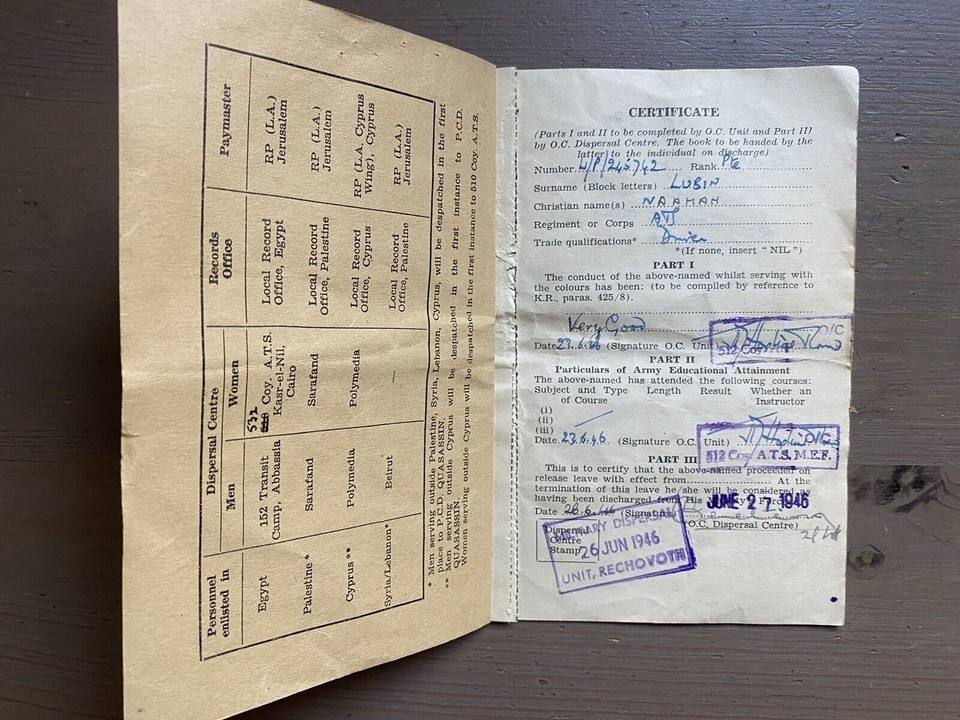 Personnel enlisted in Dispersal Centre Records Office Paymaster
Men Women
Egypt 152 Transit Camp, Abbassia 532 Coy. A.T.S. Kasr-el-Nil, Cairo Local Record Office, Egypt RP (L.A.) Jerusalem
Palestine * Sarafand Sarafand Local Record Office, Palestine RP (L.A.) Jerusalem
Cyprus ** Polymedia Polymedia Local Record Office, Cyprus RP (L.A. Cyprus Wing), Cyprus
Syria/Lebanon* Beirut — Local Record Office, Palestine RP (L.A.) Jerusalem
* Men serving outside Palestine, Syria, Lebanon, Cyprus, will be despatched in the first
place to P.C.D. QUASASSIN.
** Men serving outside Cyprus will be despatched in the first instance to P.C.D.
QUASASSIN
Women serving outside Cyprus will be despatched in the first instance to 510 Coy. A.T.S.
CERTIFICATE
(Parts I and II to be completed by O.C. Unit and Part III
by O.C. Dispersal Centre. The book to be handed by the
latter to the individual on discharge)
Number W/P/245742 Rank Pte
Surname (Block letters) LUBIN
Christian name(s) NAAMAH
Regiment or Corps ATS
Trade qualifications* Driver
*(If none, insert " NIL ")
PART I
The conduct of the above-named whilst serving with
the colours has been: (to be compiled by reference to
K.R., paras. 425/8).
Very Good
Date 23.6.46 (Signature O.C. Unit)
O/C
512 Coy A.T.
PART II
Particulars of Army Educational Attainment
The above-named has attended the following courses:
Subject and Type Length Result Whether an
of Course Instructor
(i)
(ii)
(iii)
Date 23.6.46 (Signature O.C. Unit)
O/C
512 Coy A.T.S. M.E.F.
PART III
This is to certify that the above-named proceeded on
release leave with effect from At the
termination of this leave he/she will be considered as
having been discharged from His
JUNE 27 1946
Date 26.6.46 (Signature)
O.C. Dispersal Centre)
Dispersal
Centre
Stamp
MILITARY DISPERSAL
26 JUN 1946
UNIT, RECHOVOTH